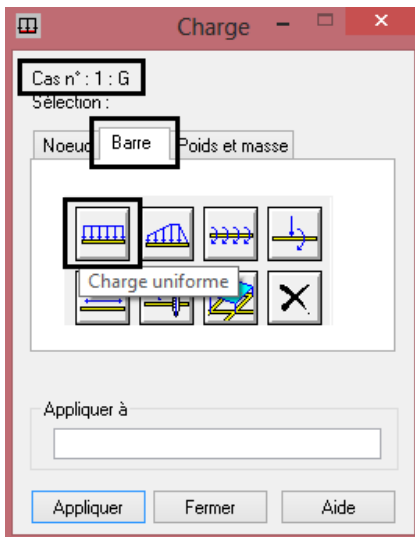 Charge
Cas n° : 1 : G
Sélection :
Noeud Barre Poids et masse
Charge uniforme
Appliquer à
Appliquer Fermer Aide